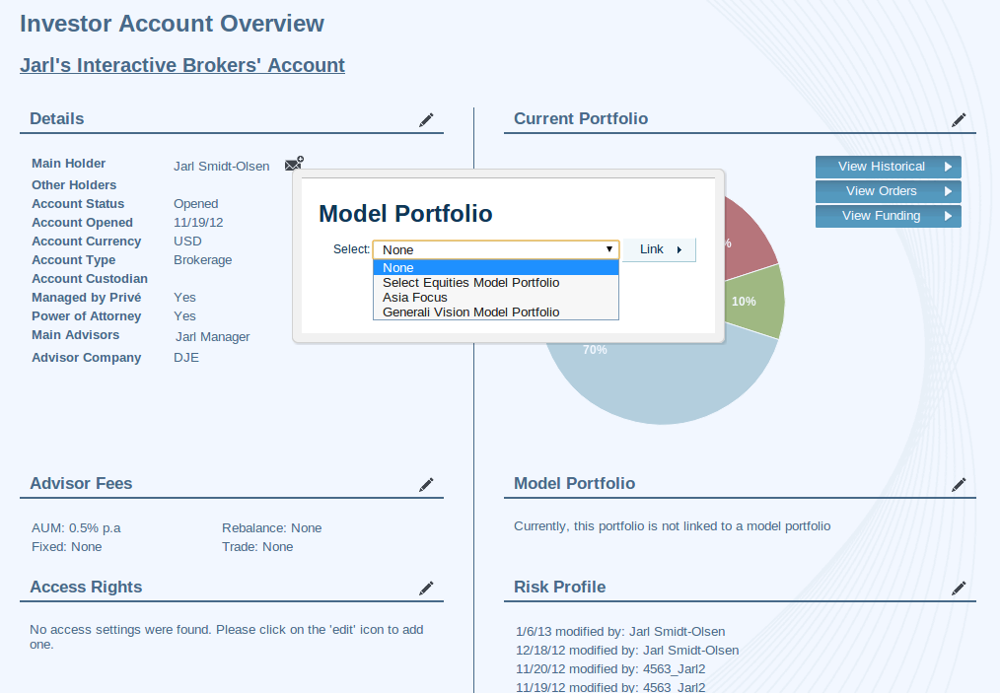 Investor Account Overview
Jarl's Interactive Brokers' Account
Details
Main Holder Jarl Smidt-Olsen
Other Holders
Account Status Opened
Account Opened 11/19/12
Account Currency USD
Account Type Brokerage
Account Custodian
Managed by Privé Yes
Power of Attorney Yes
Main Advisors Jarl Manager
Advisor Company DJE
Current Portfolio
View Historical
View Orders
View Funding
%
10%
70%
Model Portfolio
Select: None Link
None
Select Equities Model Portfolio
Asia Focus
Generali Vision Model Portfolio
Advisor Fees
AUM: 0.5% p.a Rebalance: None
Fixed: None Trade: None
Model Portfolio
Currently, this portfolio is not linked to a model portfolio
Access Rights
No access settings were found. Please click on the 'edit' icon to add
one.
Risk Profile
1/6/13 modified by: Jarl Smidt-Olsen
12/18/12 modified by: Jarl Smidt-Olsen
11/20/12 modified by: 4563_Jarl2
11/19/12 modified by: 4563_Jarl2